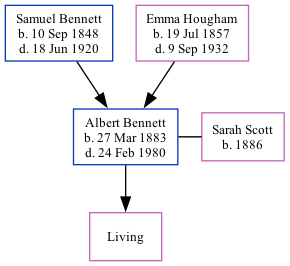 Samuel Bennett
b. 10 Sep 1848
d. 18 Jun 1920
Emma Hougham
b. 19 Jul 1857
d. 9 Sep 1932
Albert Bennett
b. 27 Mar 1883
d. 24 Feb 1980
Sarah Scott
b. 1886
Living